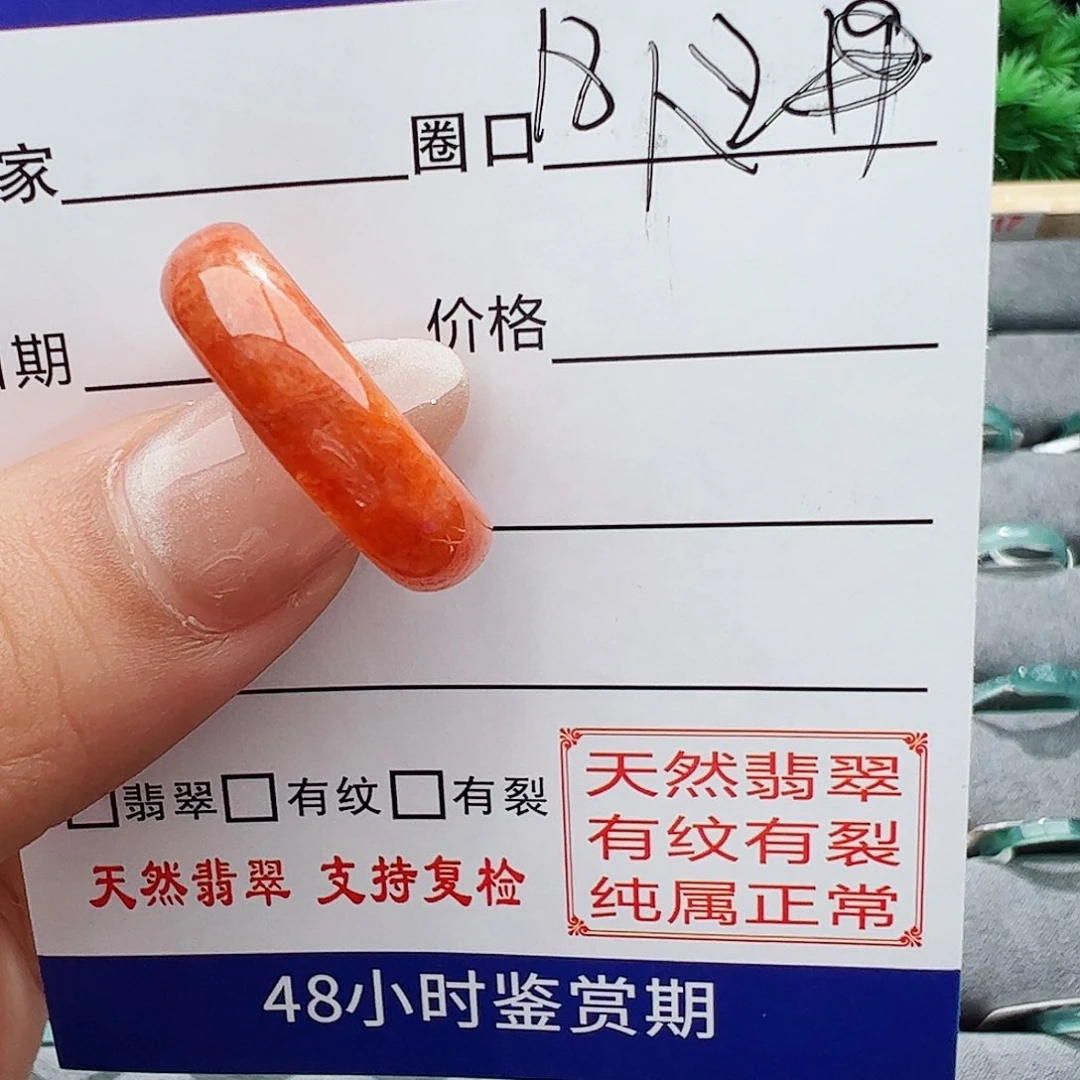 家 圈口 18
期 价格
翡翠 有纹 有裂
天然翡翠 支持复检
天然翡翠
有纹有裂
纯属正常
48小时鉴赏期